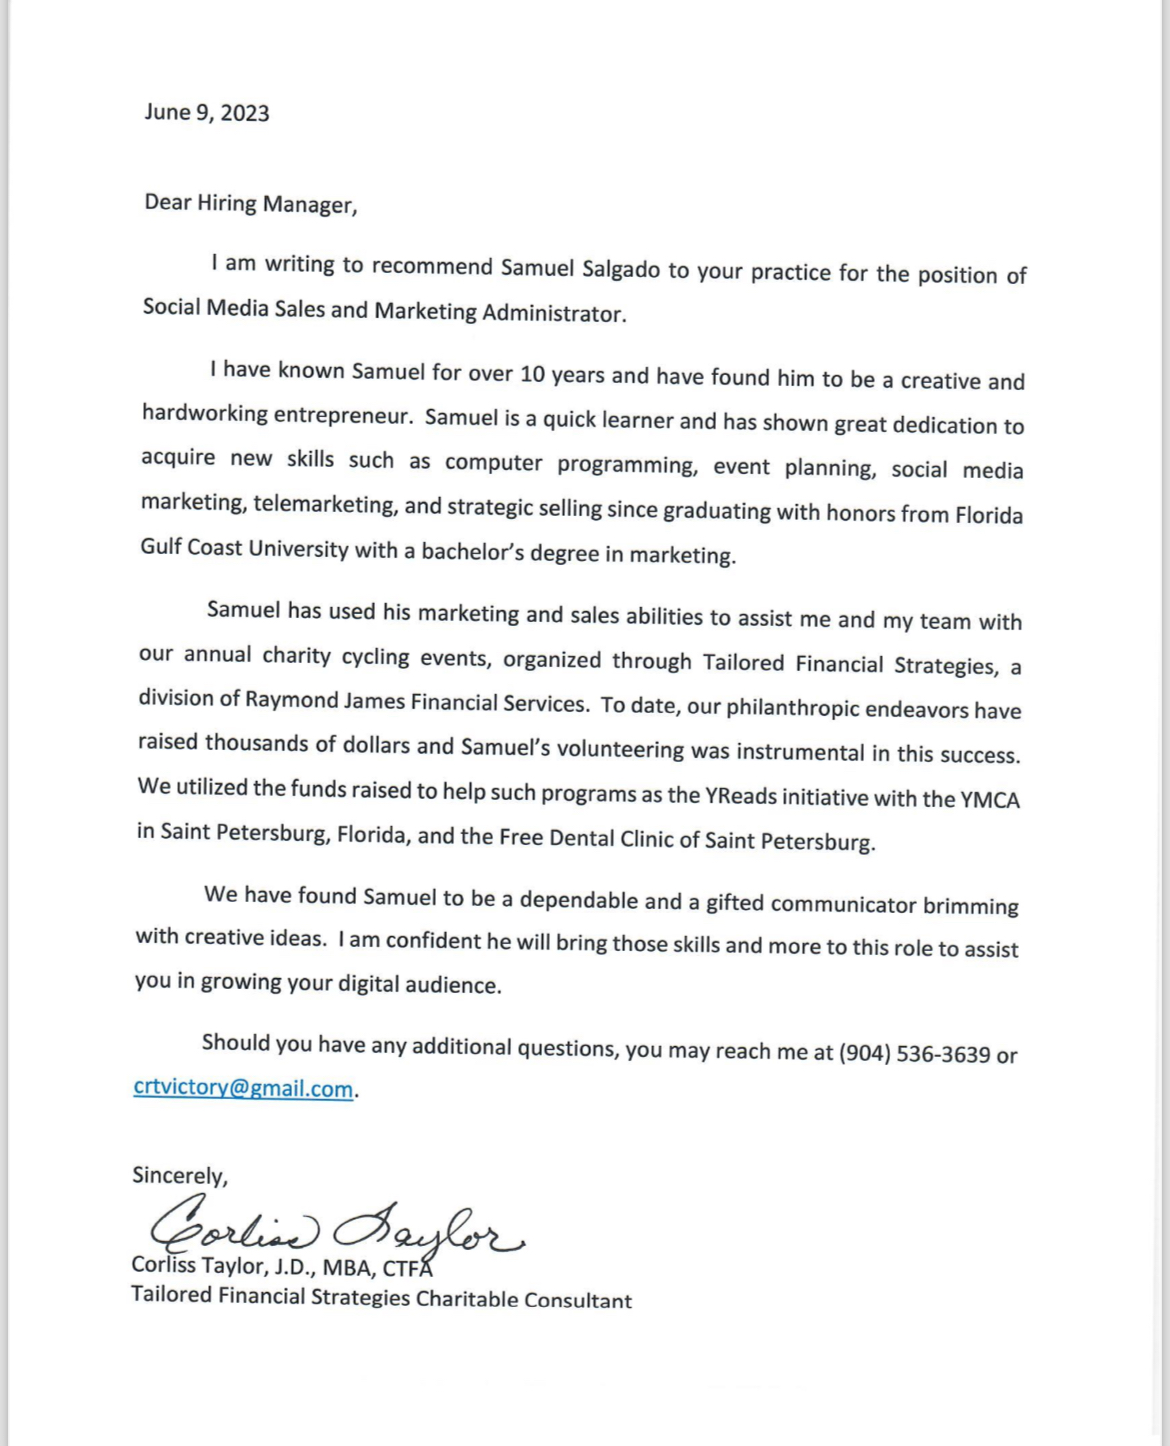 June 9, 2023
Dear Hiring Manager,
I am writing to recommend Samuel Salgado to your practice for the position of
Social Media Sales and Marketing Administrator.
I have known Samuel for over 10 years and have found him to be a creative and
hardworking entrepreneur.  Samuel is a quick learner and has shown great dedication to
acquire new skills such as computer programming, event planning, social media
marketing, telemarketing, and strategic selling since graduating with honors from Florida
Gulf Coast University with a bachelor's degree in marketing.
Samuel has used his marketing and sales abilities to assist me and my team with
our annual charity cycling events, organized through Tailored Financial Strategies, a
division of Raymond James Financial Services.  To date, our philanthropic endeavors have
raised thousands of dollars and Samuel's volunteering was instrumental in this success.
We utilized the funds raised to help such programs as the YReads initiative with the YMCA
in Saint Petersburg, Florida, and the Free Dental Clinic of Saint Petersburg.
We have found Samuel to be a dependable and a gifted communicator brimming
with creative ideas.  I am confident he will bring those skills and more to this role to assist
you in growing your digital audience.
Should you have any additional questions, you may reach me at (904) 536-3639 or
crtvictory@gmail.com.
Sincerely,
Corliss Taylor
Corliss Taylor, J.D., MBA, CTFA
Tailored Financial Strategies Charitable Consultant